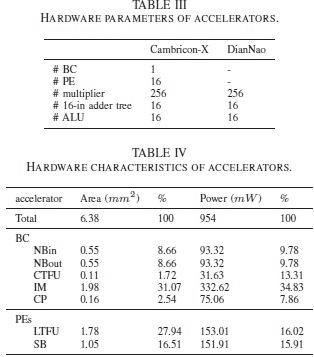 TABLE III
HARDWARE PARAMETERS OF ACCELERATORS.
Cambricon-X DianNao
# BC 1 -
# PE 16 -
# multiplier 256 256
# 16-in adder tree 16 16
# ALU 16 16
TABLE IV
HARDWARE CHARACTERISTICS OF ACCELERATORS.
accelerator Area (mm²) % Power (mW) %
Total 6.38 100 954 100
BC
NBin 0.55 8.66 93.32 9.78
NBout 0.55 8.66 93.32 9.78
CTFU 0.11 1.72 31.63 13.31
IM 1.98 31.07 332.62 34.83
CP 0.16 2.54 75.06 7.86
PEs
LTFU 1.78 27.94 153.01 16.02
SB 1.05 16.51 151.91 15.91